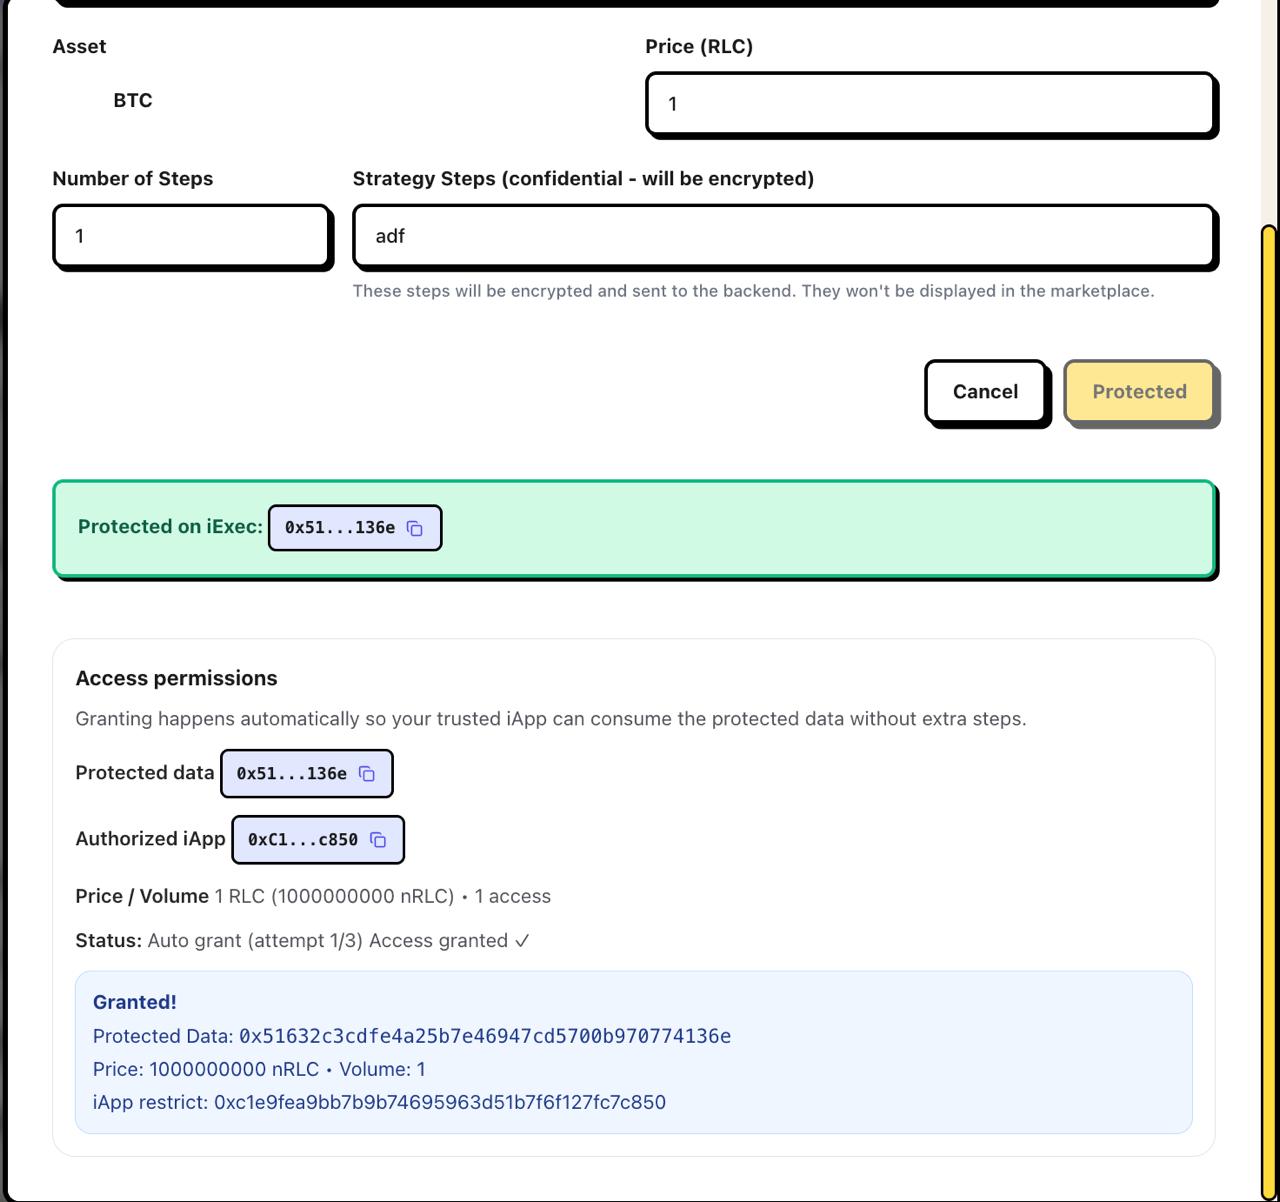 Asset
Price (RLC)
BTC
1
Number of Steps
Strategy Steps (confidential - will be encrypted)
1
adf
These steps will be encrypted and sent to the backend. They won't be displayed in the marketplace.
Cancel
Protected
Protected on iExec: 0x51...136e
Access permissions
Granting happens automatically so your trusted iApp can consume the protected data without extra steps.
Protected data 0x51...136e
Authorized iApp 0xC1...c850
Price / Volume 1 RLC (1000000000 nRLC) • 1 access
Status: Auto grant (attempt 1/3) Access granted ✓
Granted!
Protected Data: 0x51632c3cdfe4a25b7e46947cd5700b970774136e
Price: 1000000000 nRLC • Volume: 1
iApp restrict: 0xc1e9fea9bb7b9b74695963d51b7f6f127fc7c850